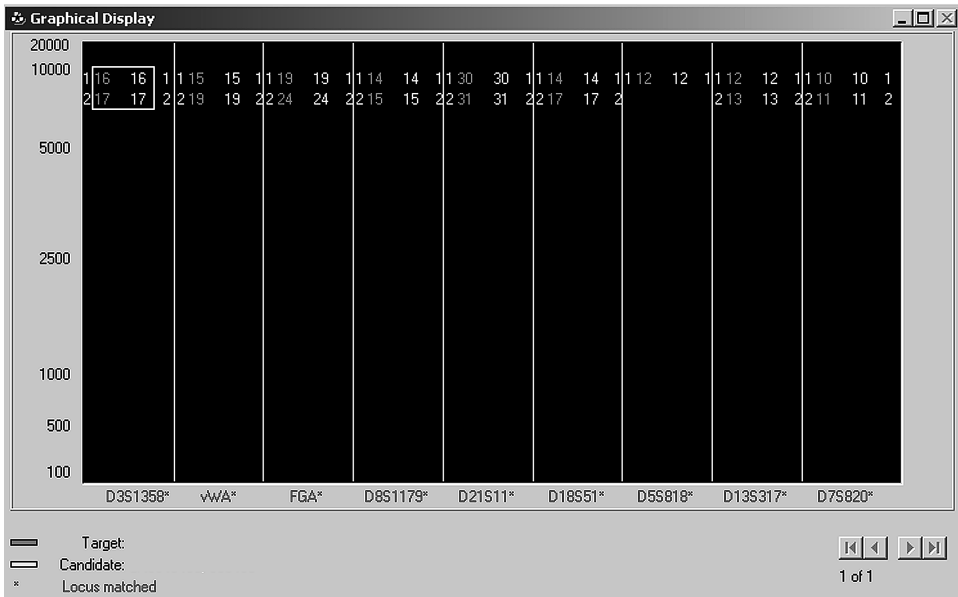 Graphical Display
20000
10000
1 16 16 1 1 15 15 1 1 19 19 1 1 14 14 1 1 30 30 1 1 14 14 1 1 12 12 1 1 12 12 1 1 10 10 1
2 17 17 2 2 19 19 2 2 24 24 2 2 15 15 2 2 31 31 2 2 17 17 2 2 13 13 2 2 11 11 2
5000
2500
1000
500
100
D3S1358* vWA* FGA* D8S1179* D21S11* D18S51* D5S818* D13S317* D7S820*
Target:
Candidate:
* Locus matched
1 of 1